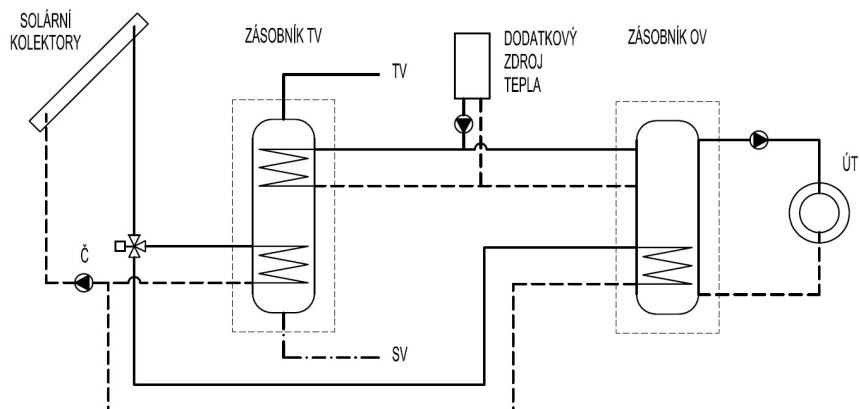 SOLÁRNÍ
KOLEKTORY
ZÁSOBNÍK TV
TV
DODATKOVÝ
ZDROJ
TEPLA
ZÁSOBNÍK OV
ÚT
Č
SV